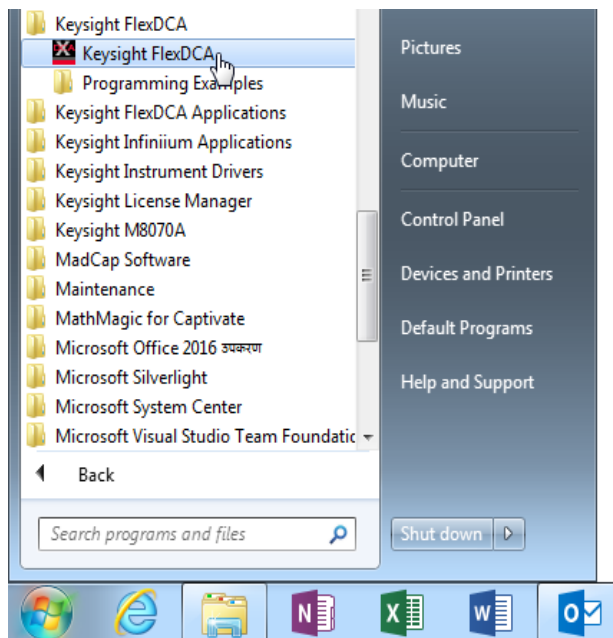 Keysight FlexDCA
Keysight FlexDCA
Programming Examples
Keysight FlexDCA Applications
Keysight Infiniium Applications
Keysight Instrument Drivers
Keysight License Manager
Keysight M8070A
MadCap Software
Maintenance
MathMagic for Captivate
Microsoft Office 2016 उपकरण
Microsoft Silverlight
Microsoft System Center
Microsoft Visual Studio Team Foundatic
Back
Search programs and files
Pictures
Music
Computer
Control Panel
Devices and Printers
Default Programs
Help and Support
Shut down